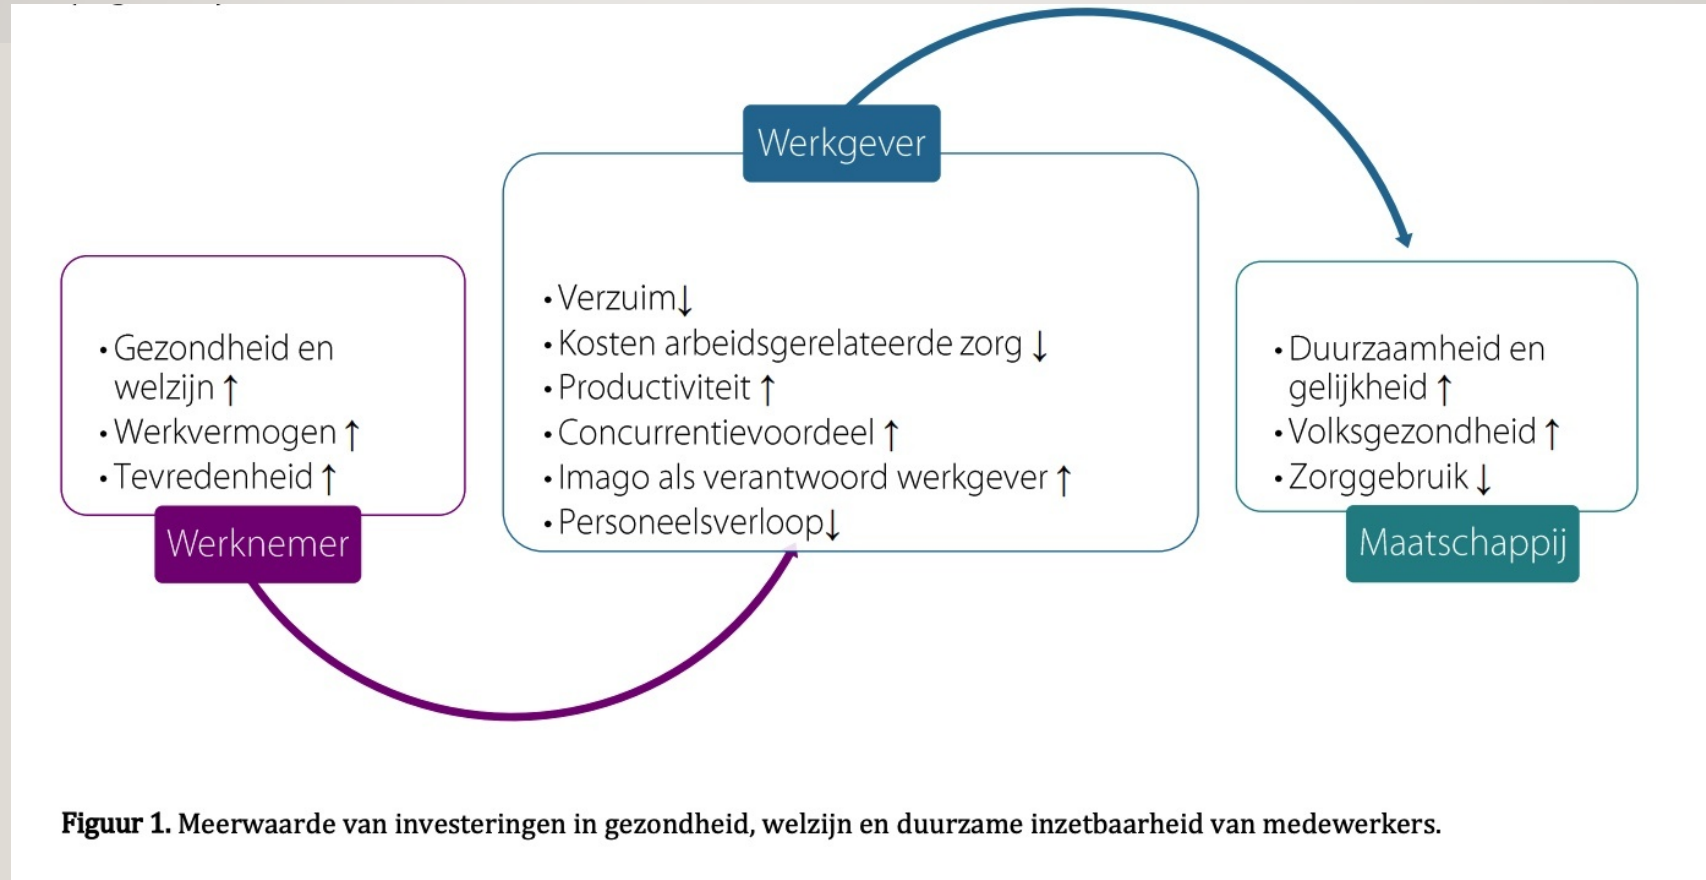 Werkgever
• Verzuim↓
• Kosten arbeidsgerelateerde zorg ↓
• Productiviteit ↑
• Concurrentievoordeel ↑
• Imago als verantwoord werkgever ↑
• Personeelsverloop↓
• Gezondheid en
welzijn ↑
• Werkvermogen ↑
• Tevredenheid ↑
Werknemer
• Duurzaamheid en
gelijkheid ↑
• Volksgezondheid ↑
• Zorggebruik ↓
Maatschappij
Figuur 1. Meerwaarde van investeringen in gezondheid, welzijn en duurzame inzetbaarheid van medewerkers.